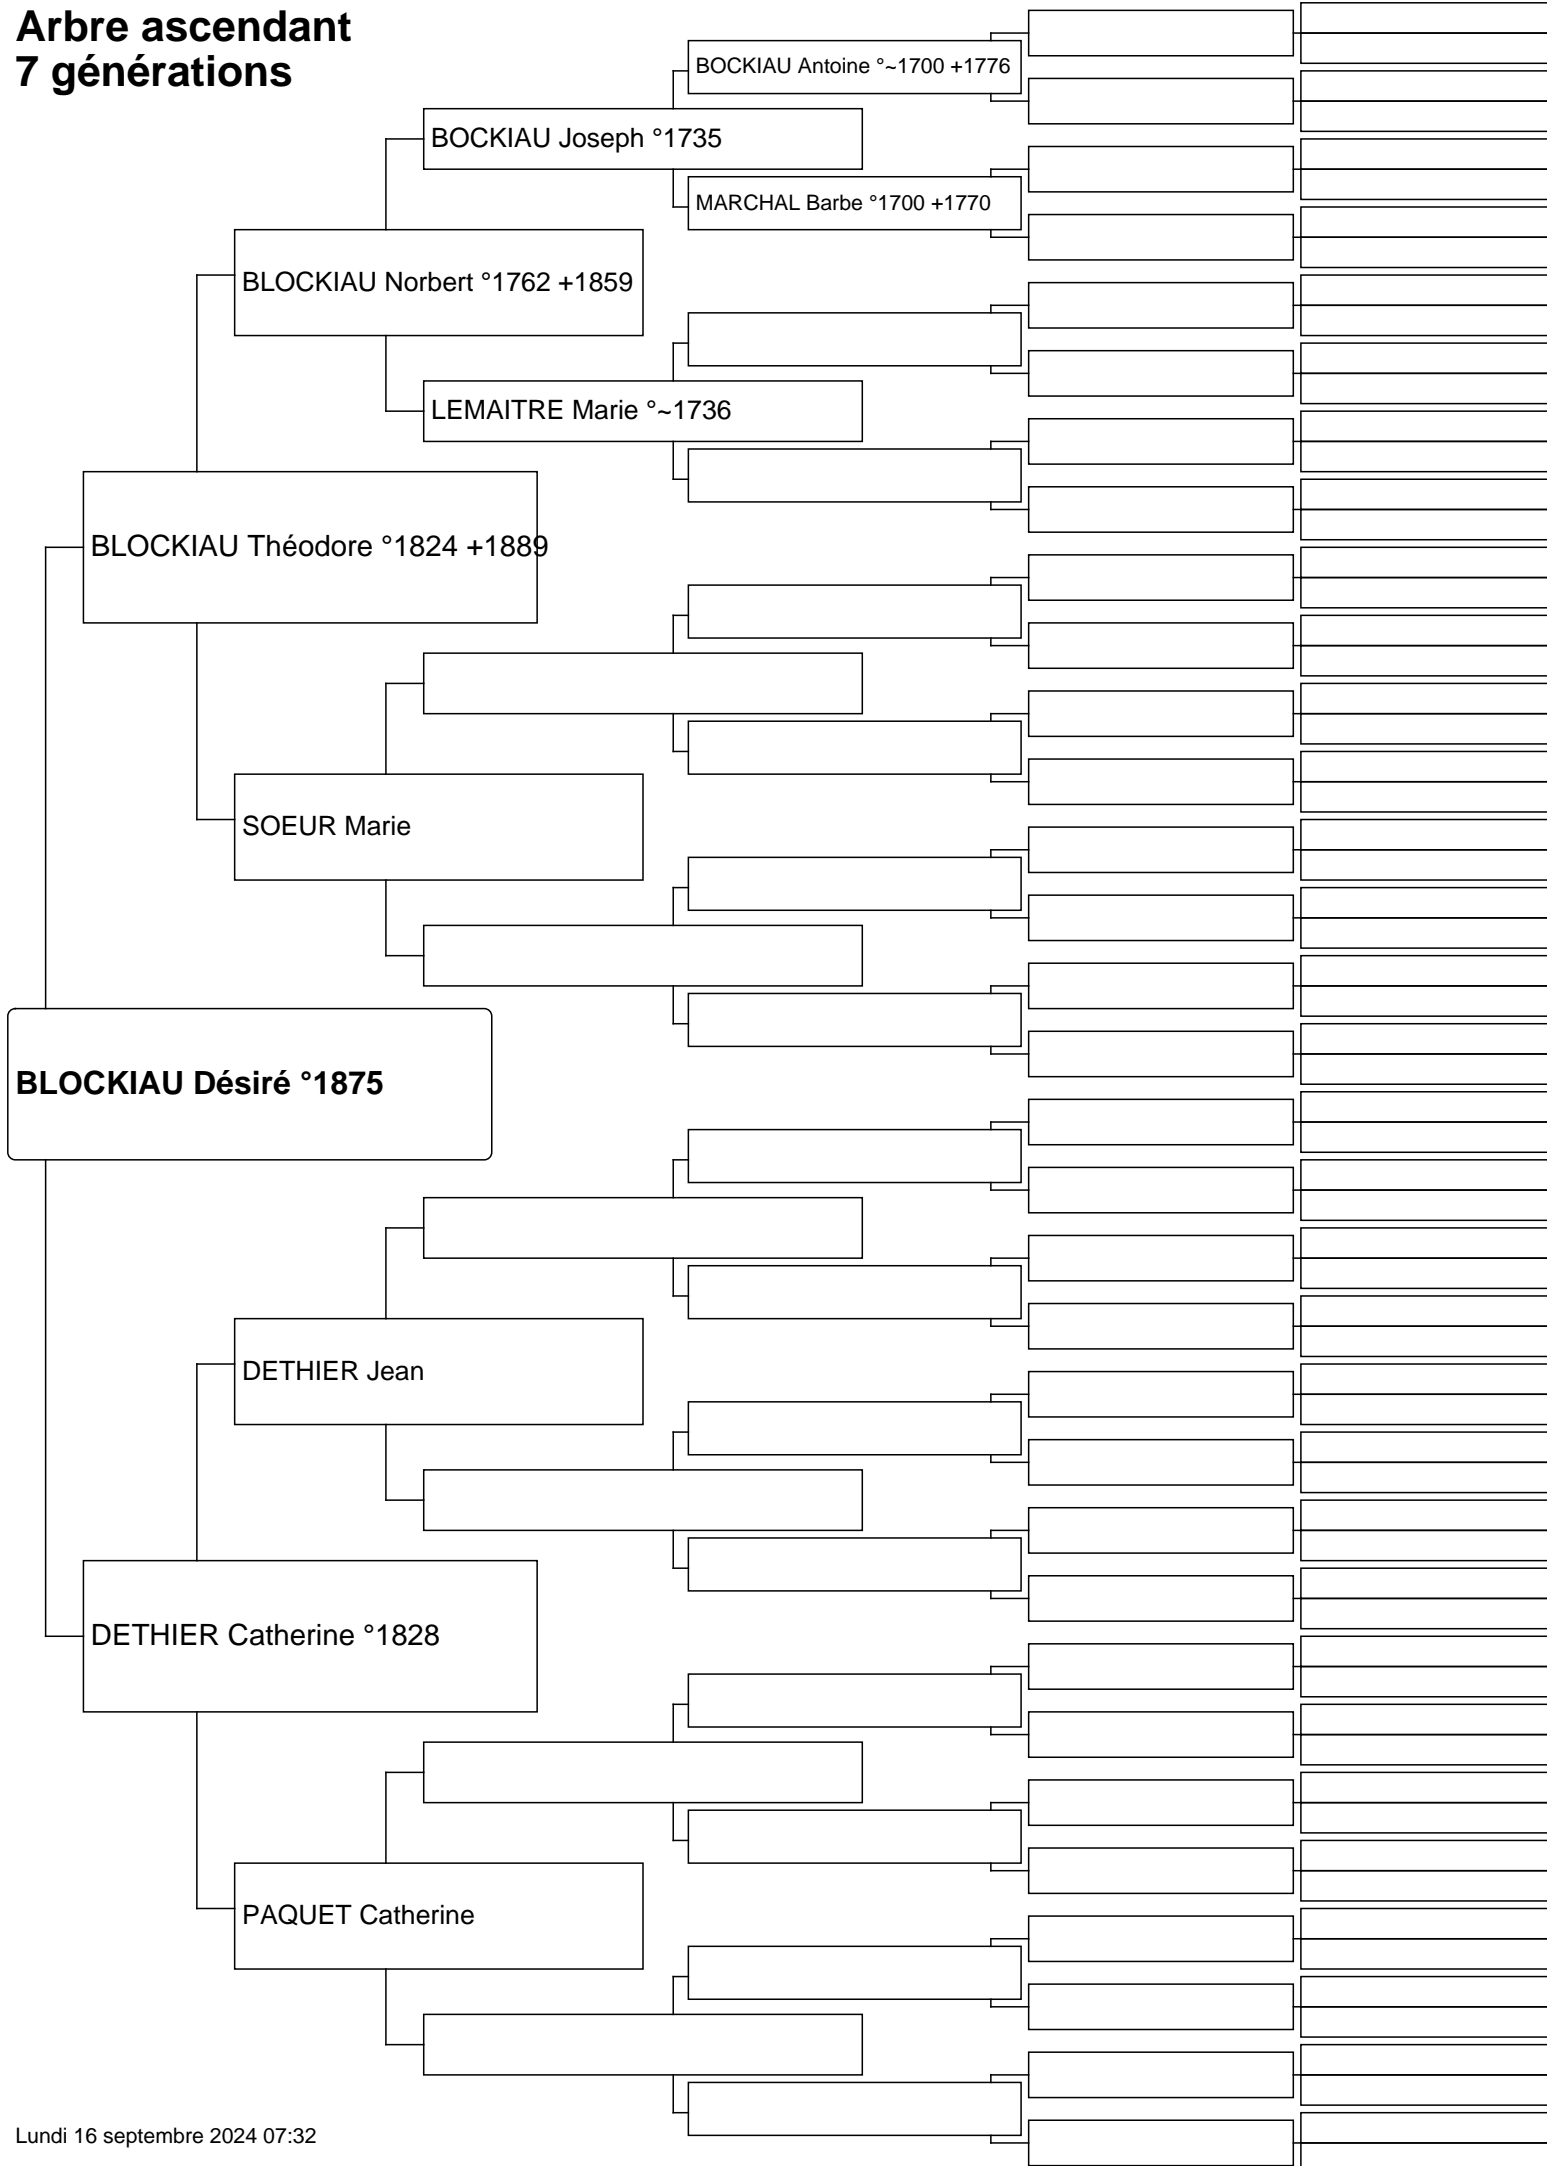 Arbre ascendant
7 générations
BOCKIAU Antoine °~1700 +1776
BOCKIAU Joseph °1735
MARCHAL Barbe °1700 +1770
BLOCKIAU Norbert °1762 +1859
LEMAITRE Marie °~1736
BLOCKIAU Théodore °1824 +1889
SOEUR Marie
BLOCKIAU Désiré °1875
DETHIER Jean
DETHIER Catherine °1828
PAQUET Catherine
Lundi 16 septembre 2024 07:32